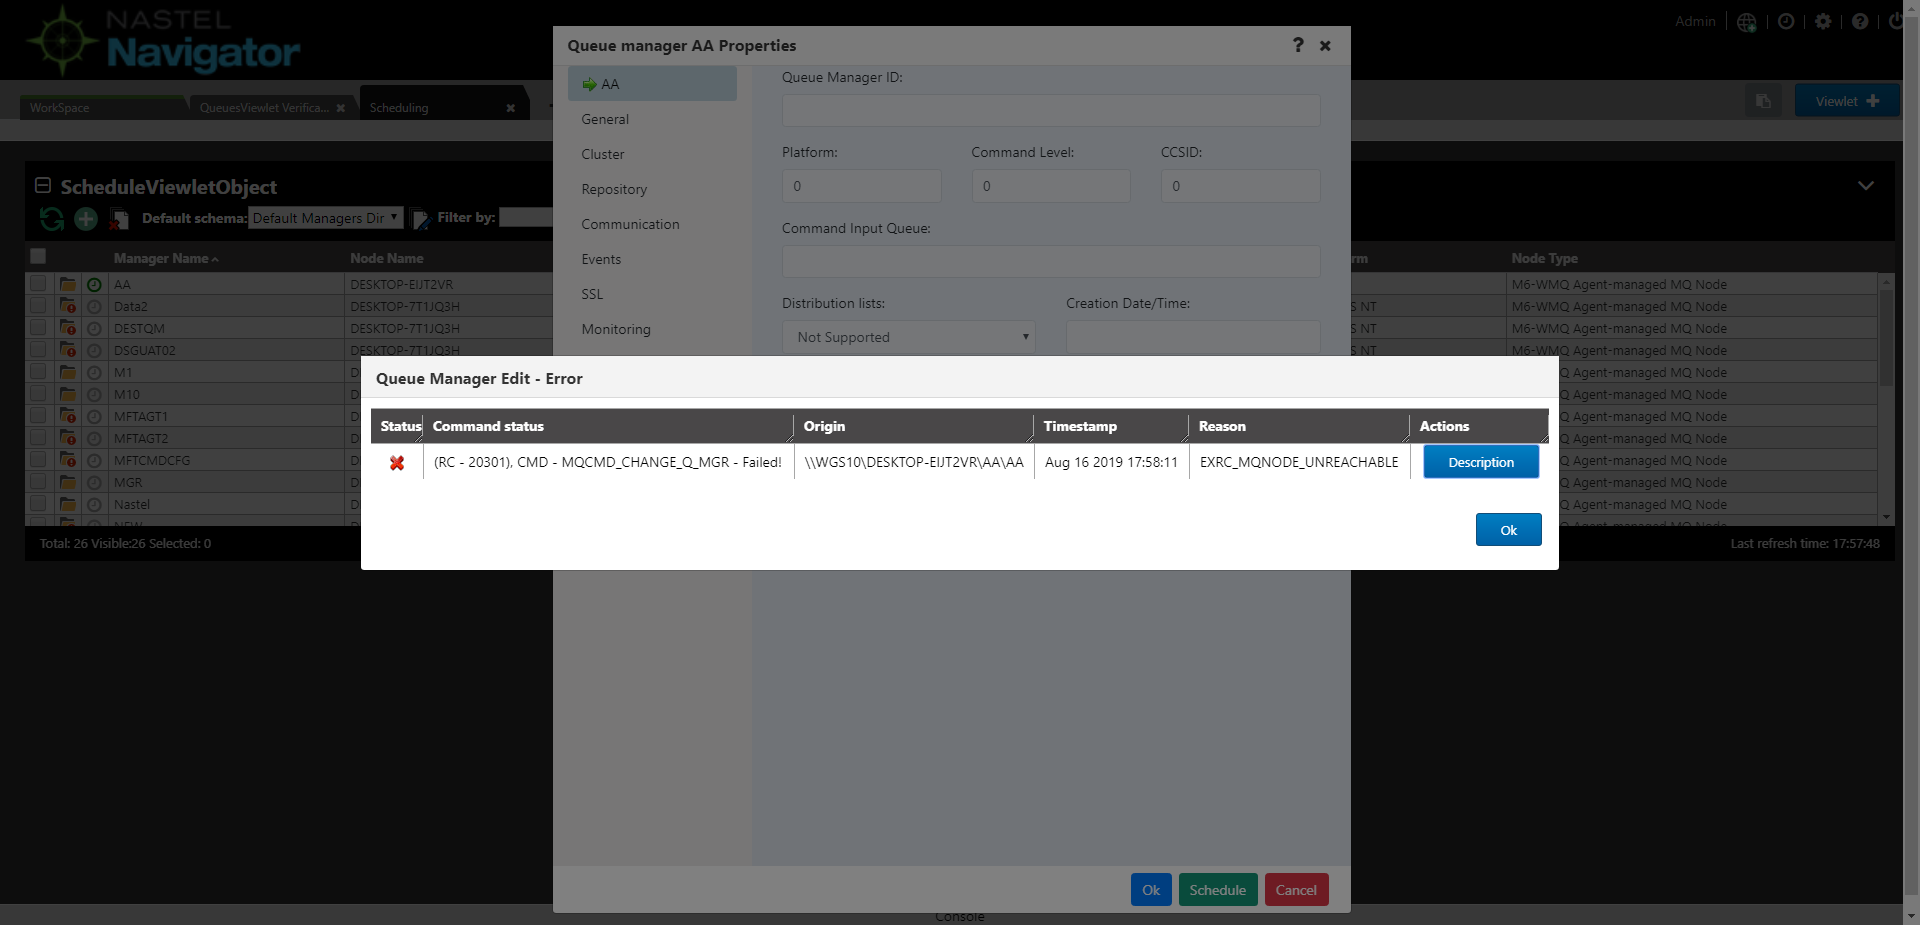 NASTEL
Navigator
Admin
WorkSpace
QueuesViewlet Verifica...
Scheduling
Viewlet
Queue manager AA Properties
AA
General
Cluster
Repository
Communication
Events
SSL
Monitoring
Queue Manager ID:
Platform: Command Level: CCSID:
0 0 0
Command Input Queue:
Distribution lists: Creation Date/Time:
Not Supported
ScheduleViewletObject
Default schema: Default Managers Dir Filter by:
Manager Name Node Name rm Node Type
AA DESKTOP-EIJT2VR M6-WMQ Agent-managed MQ Node
Data2 DESKTOP-7T1JQ3H S NT M6-WMQ Agent-managed MQ Node
DESTQM DESKTOP-7T1JQ3H S NT M6-WMQ Agent-managed MQ Node
DSGUAT02 DESKTOP-7T1JQ3H S NT M6-WMQ Agent-managed MQ Node
M1 Q Agent-managed MQ Node
M10 Q Agent-managed MQ Node
MFTAGT1 Q Agent-managed MQ Node
MFTAGT2 Q Agent-managed MQ Node
MFTCMDCFG Q Agent-managed MQ Node
MGR Q Agent-managed MQ Node
Nastel Q Agent-managed MQ Node
NEW Q Agent-managed MQ Node
Total: 26 Visible:26 Selected: 0
Last refresh time: 17:57:48
Queue Manager Edit - Error
Status Command status Origin Timestamp Reason Actions
(RC - 20301), CMD - MQCMD_CHANGE_Q_MGR - Failed! \\WGS10\DESKTOP-EIJT2VR\AA\AA Aug 16 2019 17:58:11 EXRC_MQNODE_UNREACHABLE Description
Ok
Ok Schedule Cancel
Console